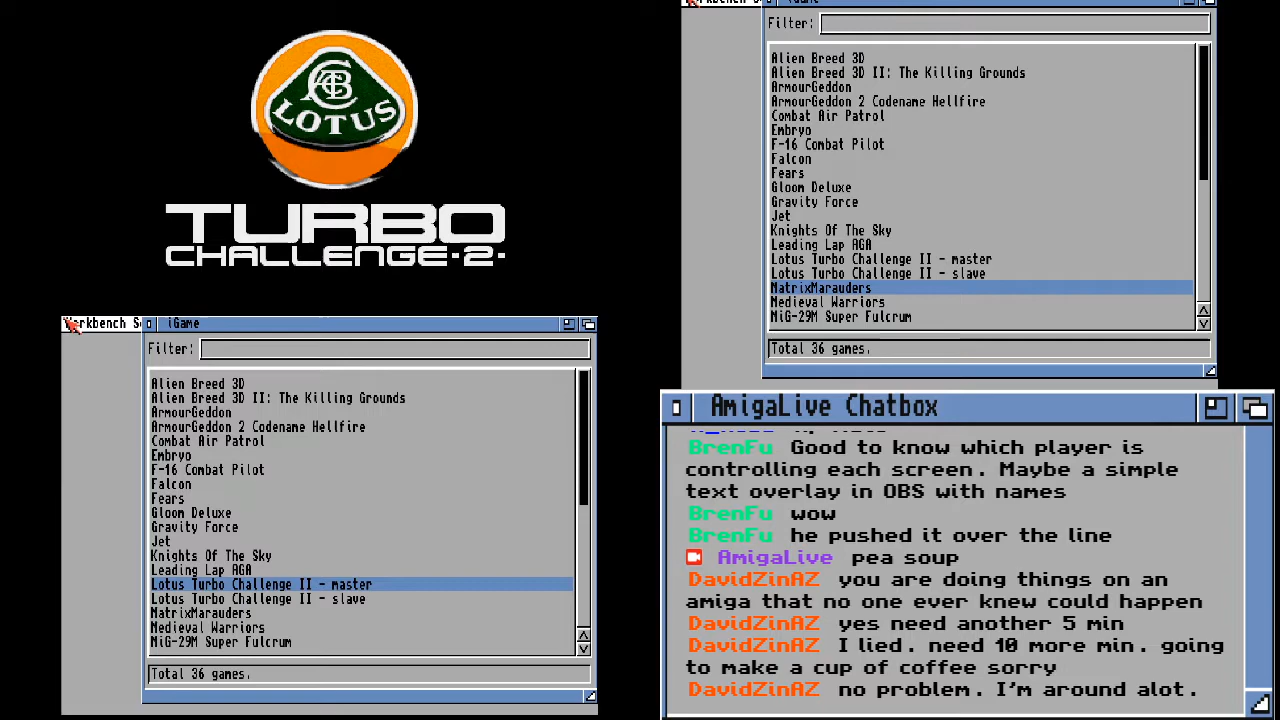 LOTUS
TURBO
CHALLENGE·2·
Workbench S
iGame
Filter:
Alien Breed 3D
Alien Breed 3D II: The Killing Grounds
ArmourGeddon
ArmourGeddon 2 Codename Hellfire
Combat Air Patrol
Embryo
F-16 Combat Pilot
Falcon
Fears
Gloom Deluxe
Gravity Force
Jet
Knights Of The Sky
Leading Lap AGA
Lotus Turbo Challenge II - master
Lotus Turbo Challenge II - slave
MatrixMarauders
Medieval Warriors
MiG-29M Super Fulcrum
Total 36 games.
Filter:
Alien Breed 3D
Alien Breed 3D II: The Killing Grounds
ArmourGeddon
ArmourGeddon 2 Codename Hellfire
Combat Air Patrol
Embryo
F-16 Combat Pilot
Falcon
Fears
Gloom Deluxe
Gravity Force
Jet
Knights Of The Sky
Leading Lap AGA
Lotus Turbo Challenge II - master
Lotus Turbo Challenge II - slave
MatrixMarauders
Medieval Warriors
MiG-29M Super Fulcrum
Total 36 games.
AmigaLive Chatbox
BrenFu Good to know which player is
controlling each screen. Maybe a simple
text overlay in OBS with names
BrenFu wow
BrenFu he pushed it over the line
AmigaLive pea soup
DavidZinAZ you are doing things on an
amiga that no one ever knew could happen
DavidZinAZ yes need another 5 min
DavidZinAZ I lied. need 10 more min. going
to make a cup of coffee sorry
DavidZinAZ no problem. I'm around alot.